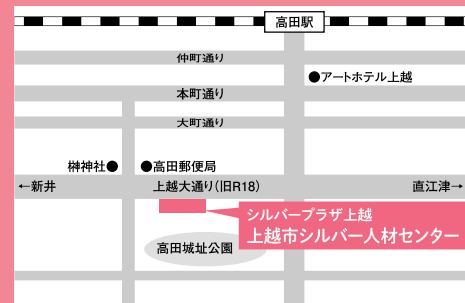 高田駅
仲町通り
●アートホテル上越
本町通り
大町通り
榊神社●
●高田郵便局
←新井
上越大通り(旧R18)
直江津→
シルバープラザ上越
上越市シルバー人材センター
高田城址公園